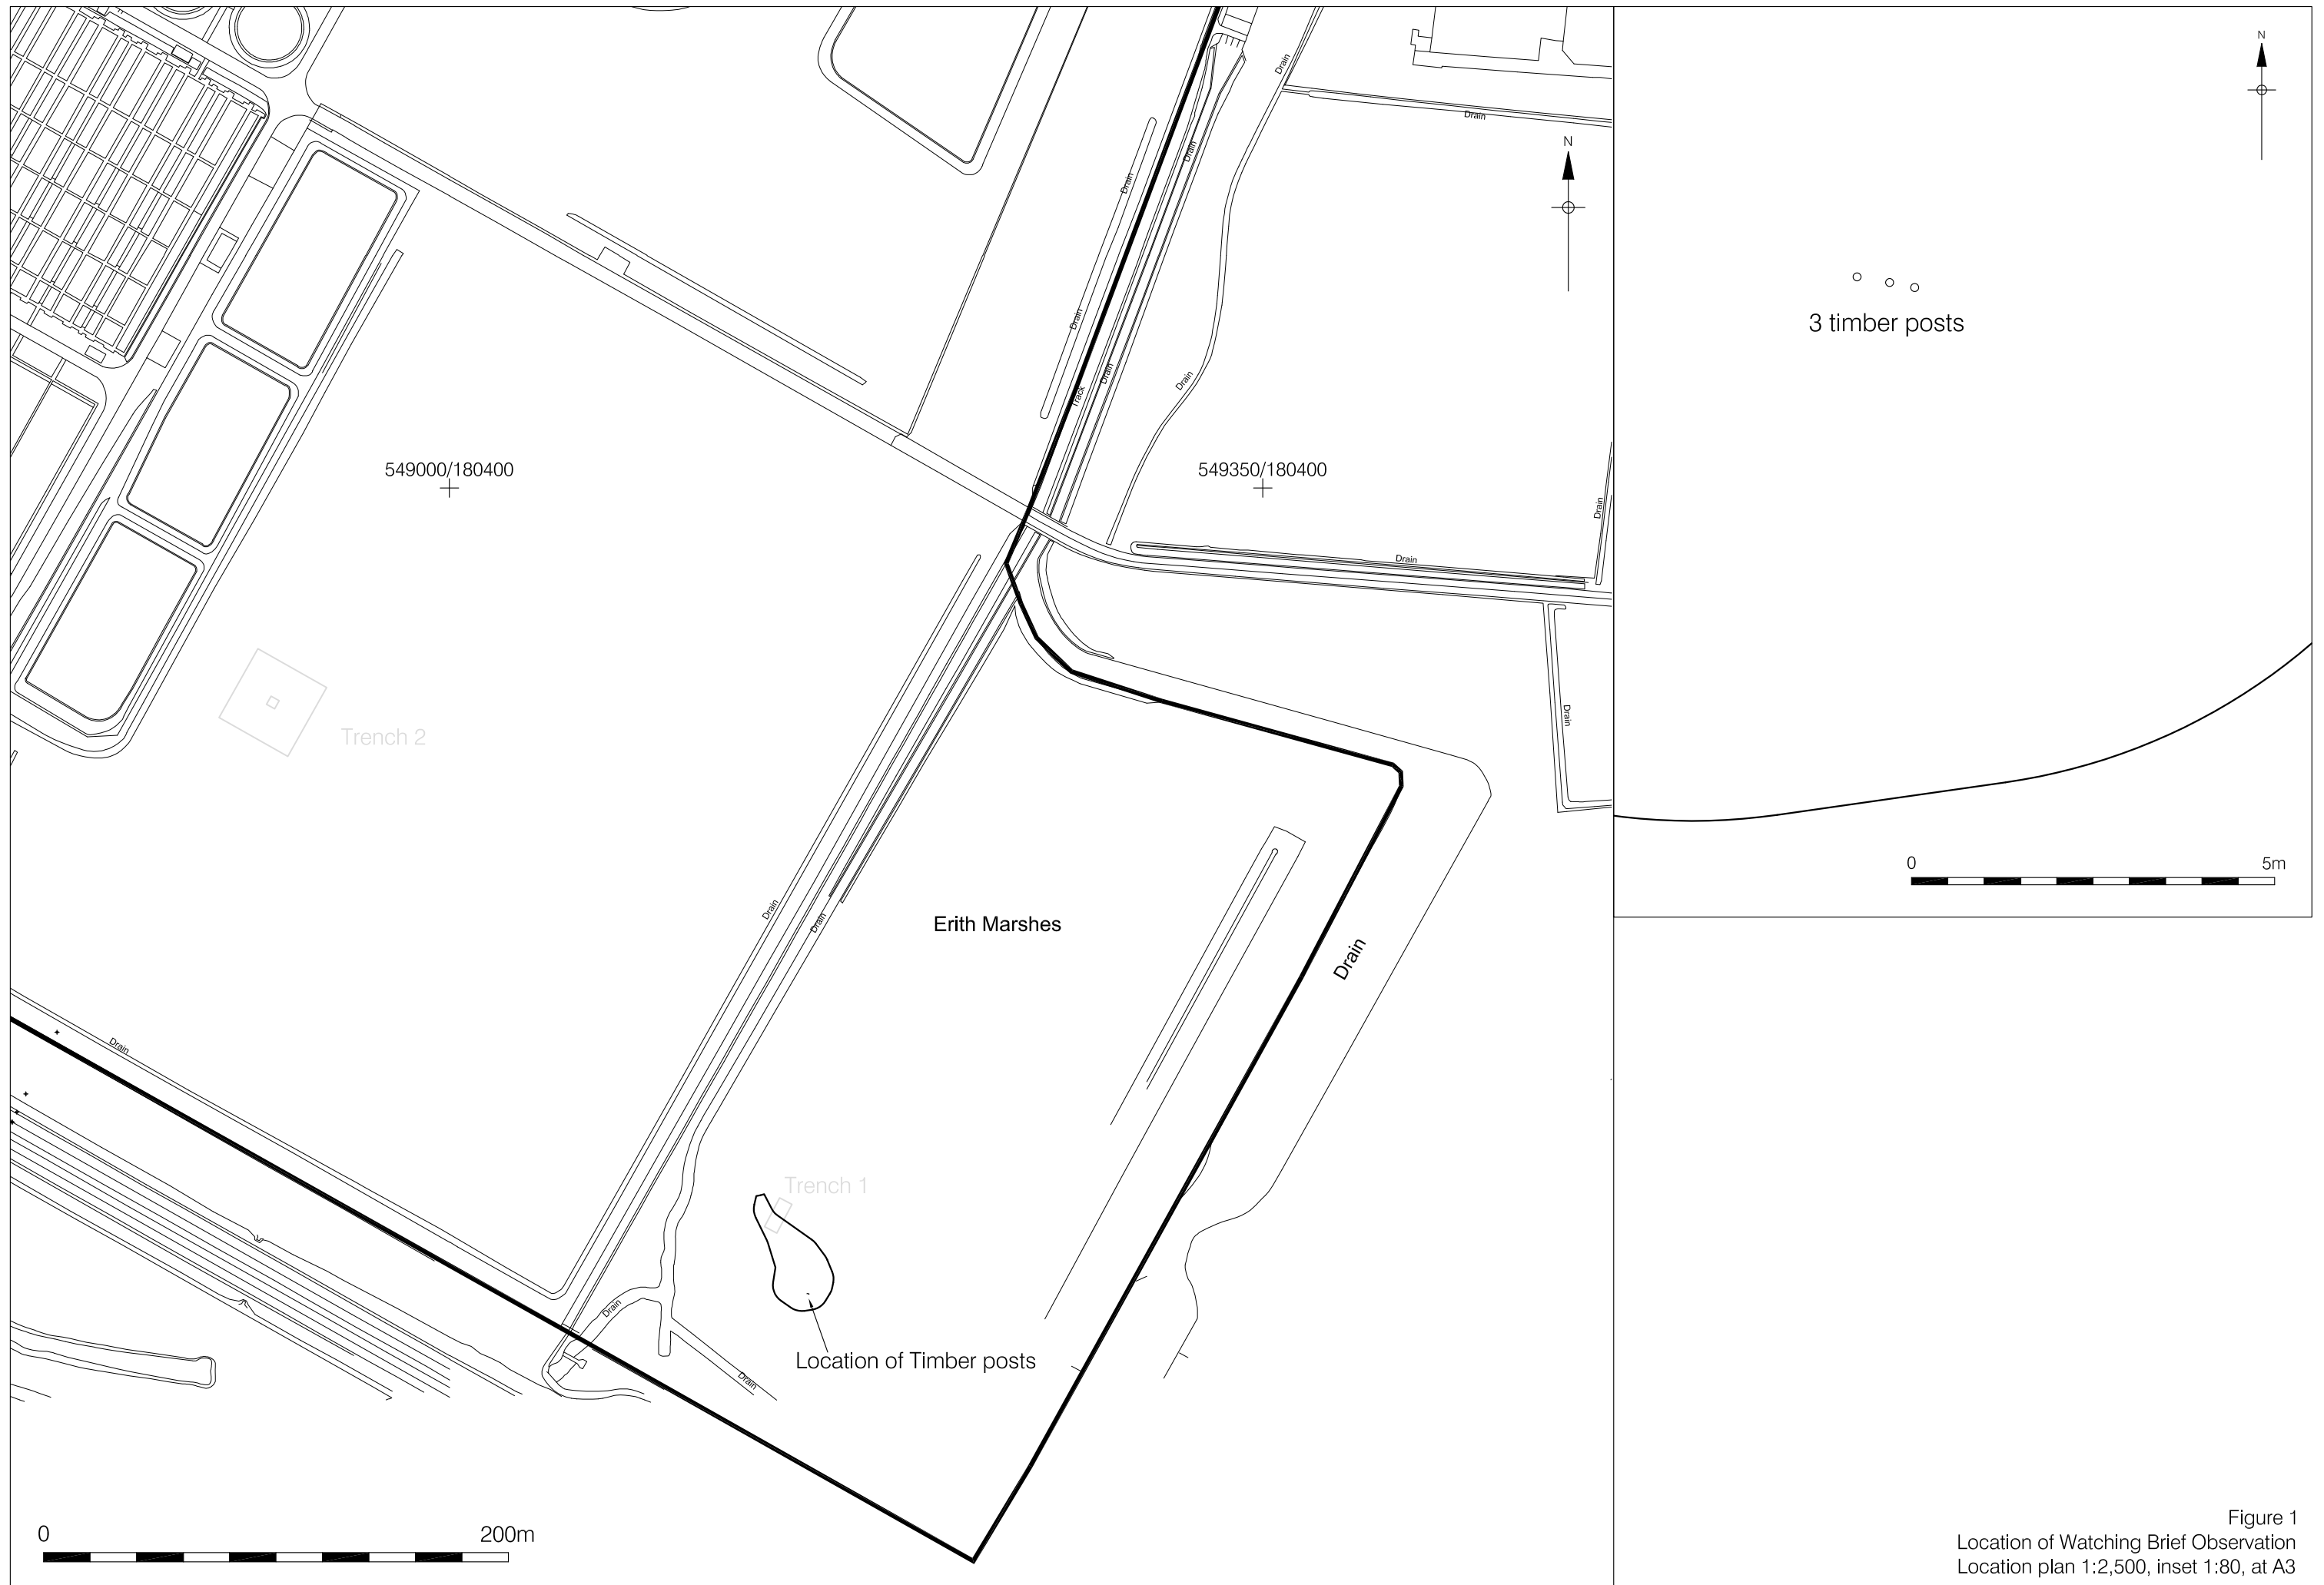 N
Drain
Drain
N
Drain
Drain
3 timber posts
Drain
Drain
Drain
Track
549000/180400
549350/180400
Drain
Drain
Drain
Trench 2
0 5m
Drain
Drain
Erith Marshes
Drain
Drain
Trench 1
Drain
Location of Timber posts
Drain
0 200m
Figure 1
Location of Watching Brief Observation
Location plan 1:2,500, inset 1:80, at A3